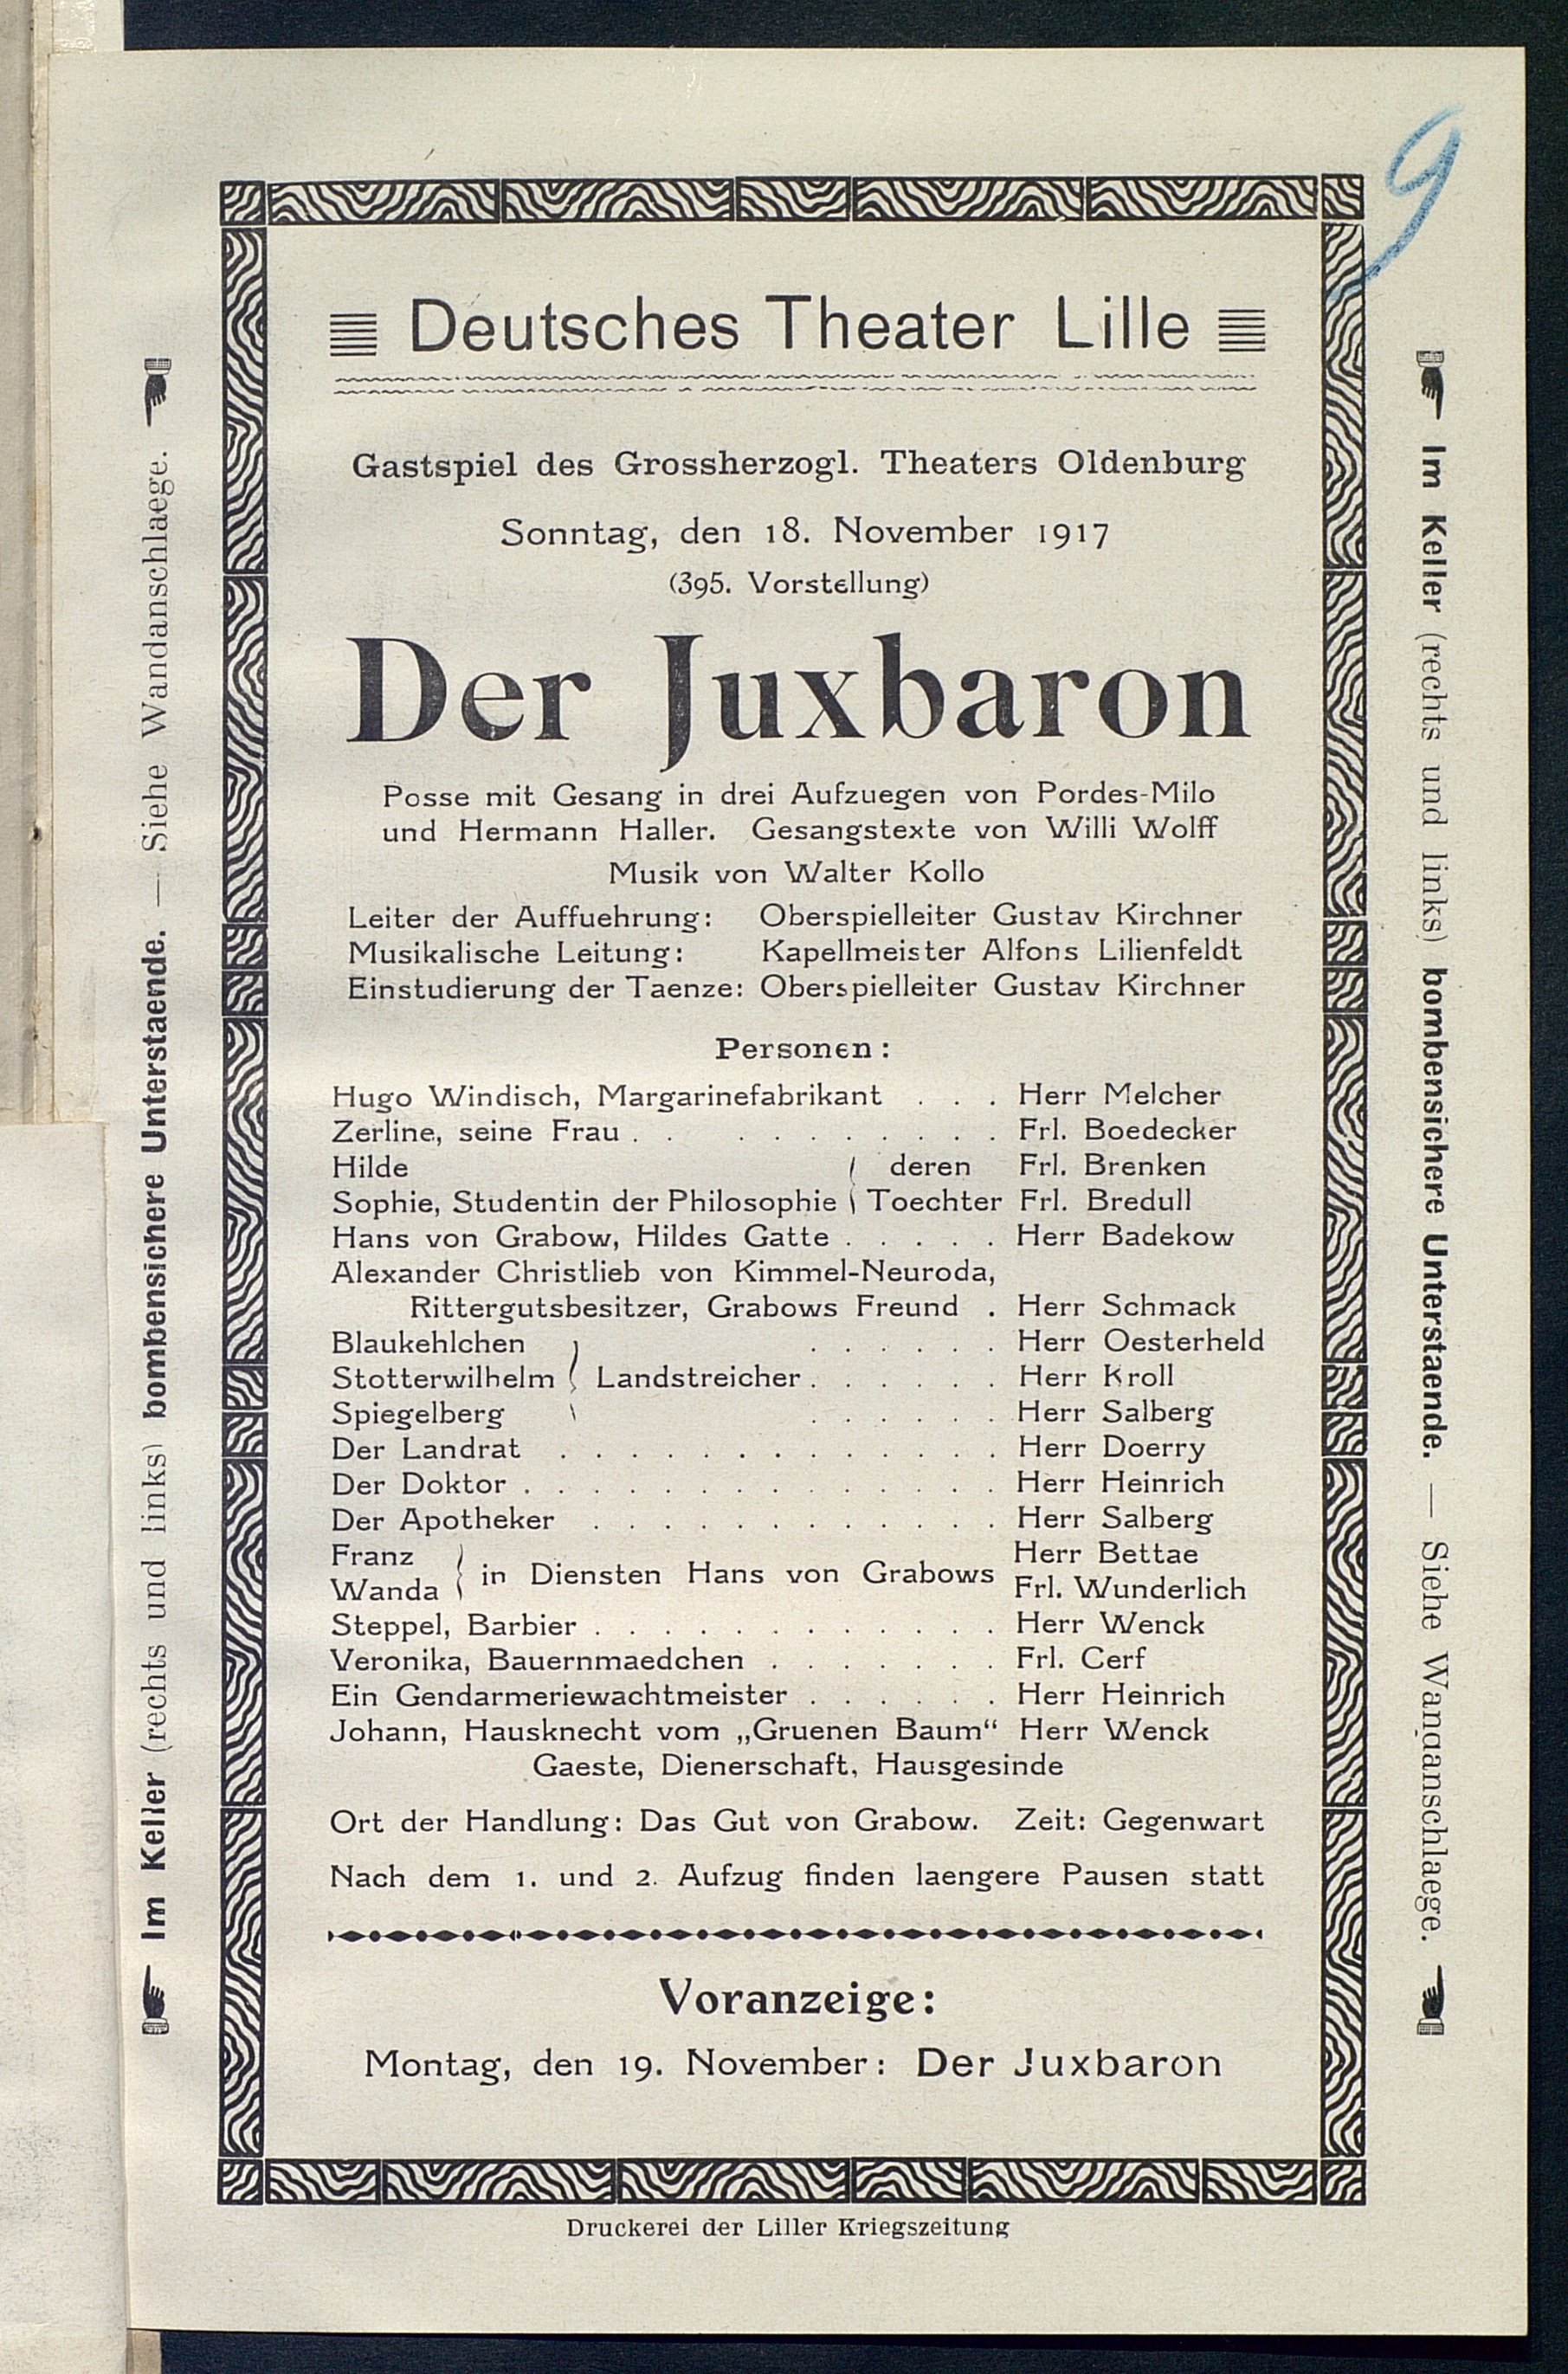 9
Deutsches Theater Lille
Gastspiel des Grossherzogl. Theaters Oldenburg
Sonntag, den 18. November 1917
(395. Vorstellung)
Der Juxbaron
Posse mit Gesang in drei Aufzuegen von Pordes-Milo
und Hermann Haller. Gesangstexte von Willi Wolff
Musik von Walter Kollo
Leiter der Auffuehrung: Oberspielleiter Gustav Kirchner
Musikalische Leitung: Kapellmeister Alfons Lilienfeldt
Einstudierung der Taenze: Oberspielleiter Gustav Kirchner
Personen:
Hugo Windisch, Margarinefabrikant . . . Herr Melcher
Zerline, seine Frau . . . . . . . . . . Frl. Boedecker
Hilde deren Frl. Brenken
Sophie, Studentin der Philosophie Toechter Frl. Bredull
Hans von Grabow, Hildes Gatte . . . . . Herr Badekow
Alexander Christlieb von Kimmel-Neuroda,
Rittergutsbesitzer, Grabows Freund . Herr Schmack
Blaukehlchen . . . . . . Herr Oesterheld
Stotterwilhelm Landstreicher . . . . . . Herr Kroll
Spiegelberg . . . . . . Herr Salberg
Der Landrat . . . . . . . . . . . . . Herr Doerry
Der Doktor . . . . . . . . . . . . . . Herr Heinrich
Der Apotheker . . . . . . . . . . . . Herr Salberg
Franz Herr Bettae
in Diensten Hans von Grabows
Wanda Frl. Wunderlich
Steppel, Barbier . . . . . . . . . . . . Herr Wenck
Veronika, Bauernmaedchen . . . . . . . Frl. Cerf
Ein Gendarmeriewachtmeister . . . . . . Herr Heinrich
Johann, Hausknecht vom „Gruenen Baum“ Herr Wenck
Gaeste, Dienerschaft, Hausgesinde
Ort der Handlung: Das Gut von Grabow. Zeit: Gegenwart
Nach dem 1. und 2. Aufzug finden laengere Pausen statt
Voranzeige:
Montag, den 19. November: Der Juxbaron
Druckerei der Liller Kriegszeitung
Im Keller (rechts und links) bombensichere Unterstaende. — Siehe Wandanschlaege.
Im Keller (rechts und links) bombensichere Unterstaende. — Siehe Wandanschlaege.